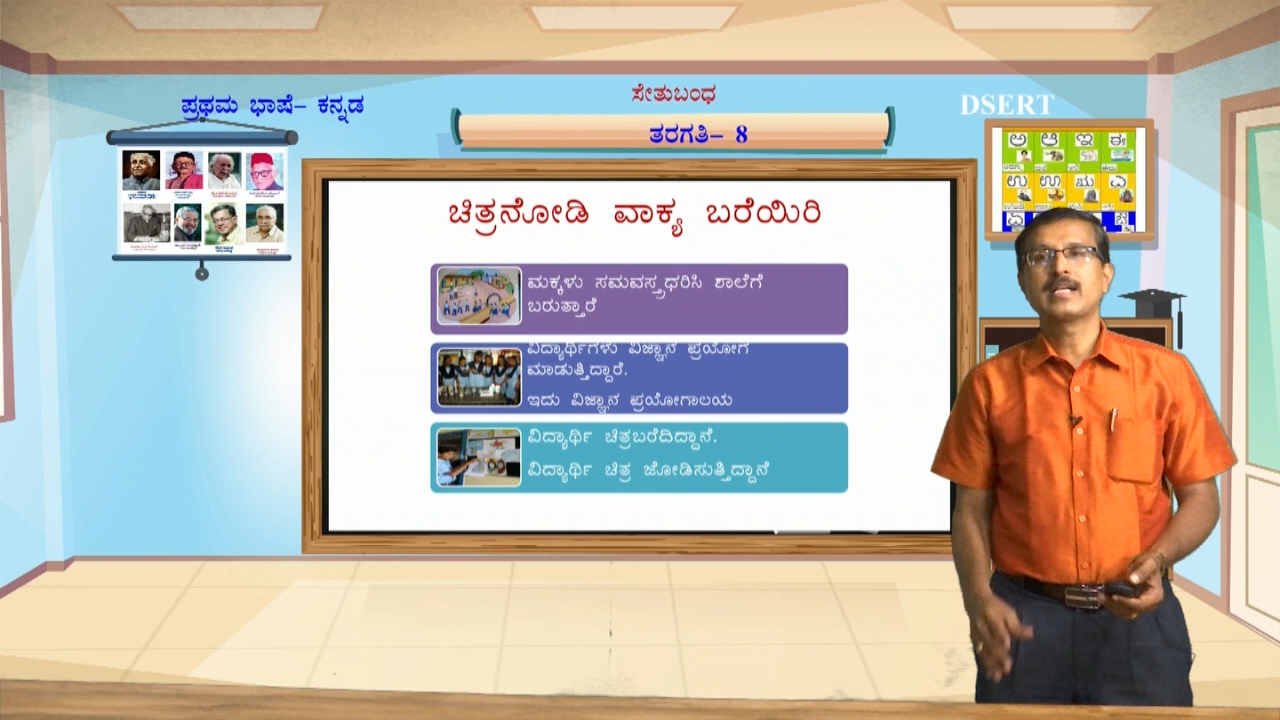 ಪ್ರಥಮ ಭಾಷೆ– ಕನ್ನಡ
ಸೇತುಬಂಧ
DSERT
ತರಗತಿ– 8
ಅ ಆ ಇ ಈ
ಉ ಊ ಋ ಎ
ಚಿತ್ರನೋಡಿ ವಾಕ್ಯ ಬರೆಯಿರಿ
ಮಕ್ಕಳು ಸಮವಸ್ತ್ರಧರಿಸಿ ಶಾಲೆಗೆ
ಬರುತ್ತಾರೆ
ವಿದ್ಯಾರ್ಥಿಗಳು ವಿಜ್ಞಾನ ಪ್ರಯೋಗ
ಮಾಡುತ್ತಿದ್ದಾರೆ.
ಇದು ವಿಜ್ಞಾನ ಪ್ರಯೋಗಾಲಯ
ವಿದ್ಯಾರ್ಥಿ ಚಿತ್ರಬರೆದಿದ್ದಾನೆ.
ವಿದ್ಯಾರ್ಥಿ ಚಿತ್ರ ಜೋಡಿಸುತ್ತಿದ್ದಾನೆ